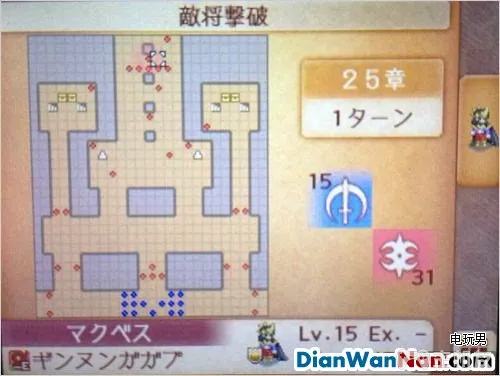 敵将撃破
25章
1ターン
15
31
マクベス
Lv.15 Ex. –
E ギンヌンガガプ
电玩男
DianWanNan.com